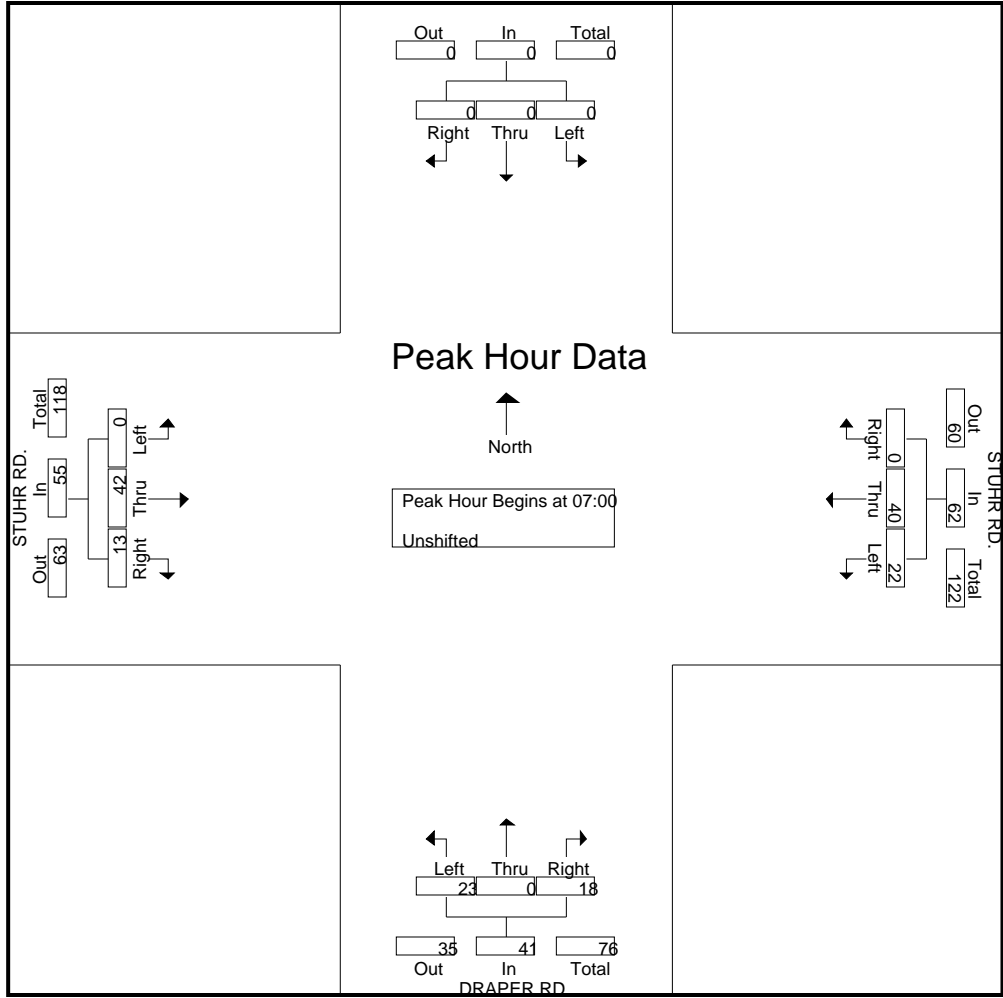 Out In Total
0 0 0
0 0 0
Right Thru Left
Peak Hour Data
North
Peak Hour Begins at 07:00
Unshifted
STUHR RD.
Total In Out
118 55 63
0 42 13
Left Thru Right
STUHR RD.
Out In Total
60 62 122
0 40 22
Right Thru Left
Left Thru Right
23 0 18
35 41 76
Out In Total
DRAPER RD.